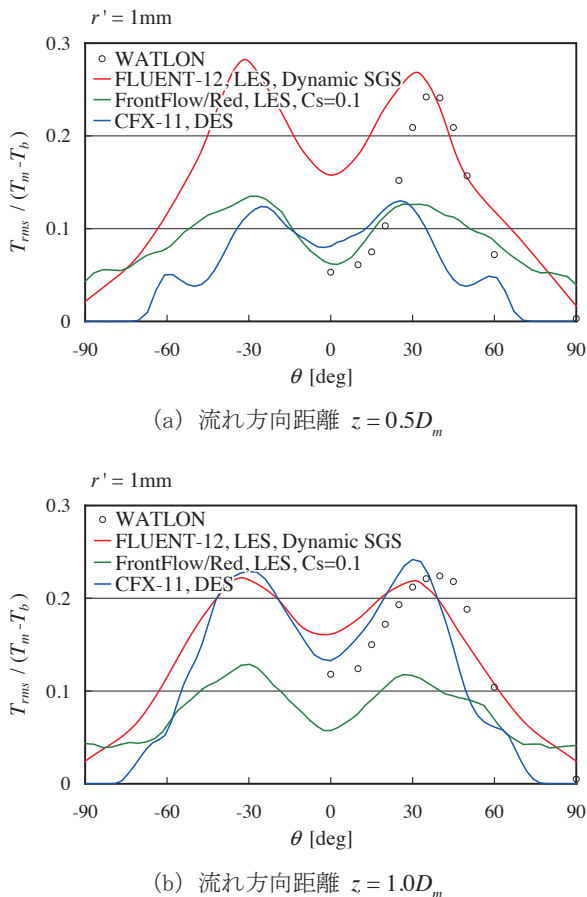 r' = 1mm
0.3
WATLON
FLUENT-12, LES, Dynamic SGS
FrontFlow/Red, LES, Cs=0.1
CFX-11, DES
0.2
0.1
0
T_rms / (T_m-T_b)
-90 -60 -30 0 30 60 90
θ [deg]
(a) 流れ方向距離 z = 0.5D_m
r' = 1mm
0.3
WATLON
FLUENT-12, LES, Dynamic SGS
FrontFlow/Red, LES, Cs=0.1
CFX-11, DES
0.2
0.1
0
T_rms / (T_m-T_b)
-90 -60 -30 0 30 60 90
θ [deg]
(b) 流れ方向距離 z = 1.0D_m